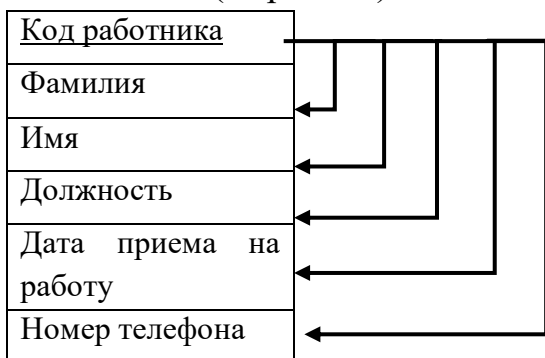 Код работника
Фамилия
Имя
Должность
Дата приема на
работу
Номер телефона